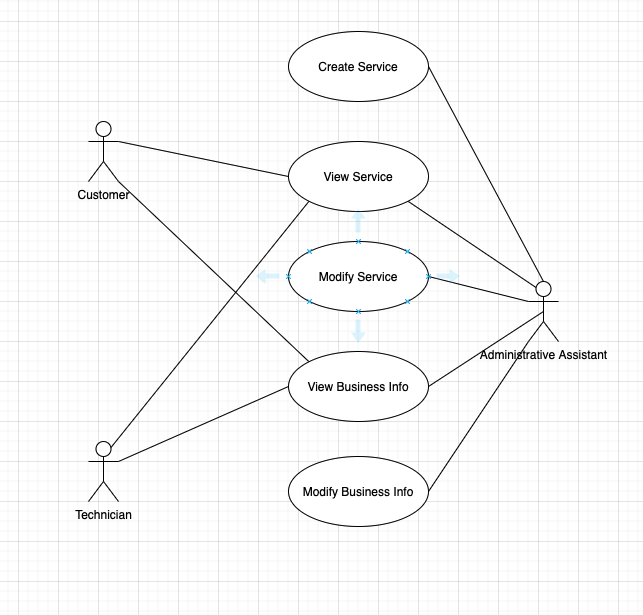 Create Service
View Service
Customer
Modify Service
Administrative Assistant
View Business Info
Modify Business Info
Technician